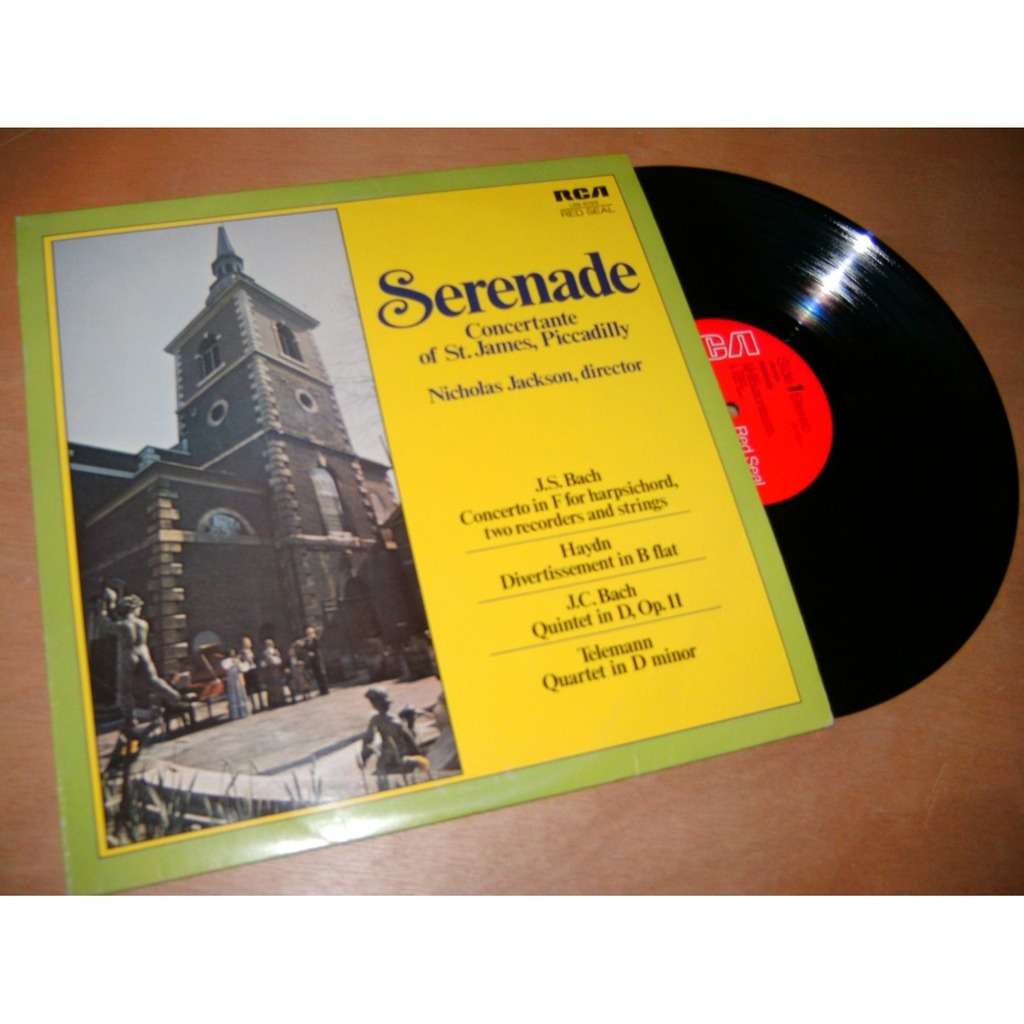 RCA
RED SEAL
Serenade
Concertante
of St. James, Piccadilly
Nicholas Jackson, director
J.S. Bach
Concerto in F for harpsichord,
two recorders and strings
Haydn
Divertissement in B flat
J.C. Bach
Quintet in D, Op. 11
Telemann
Quartet in D minor
RCA
Red Seal